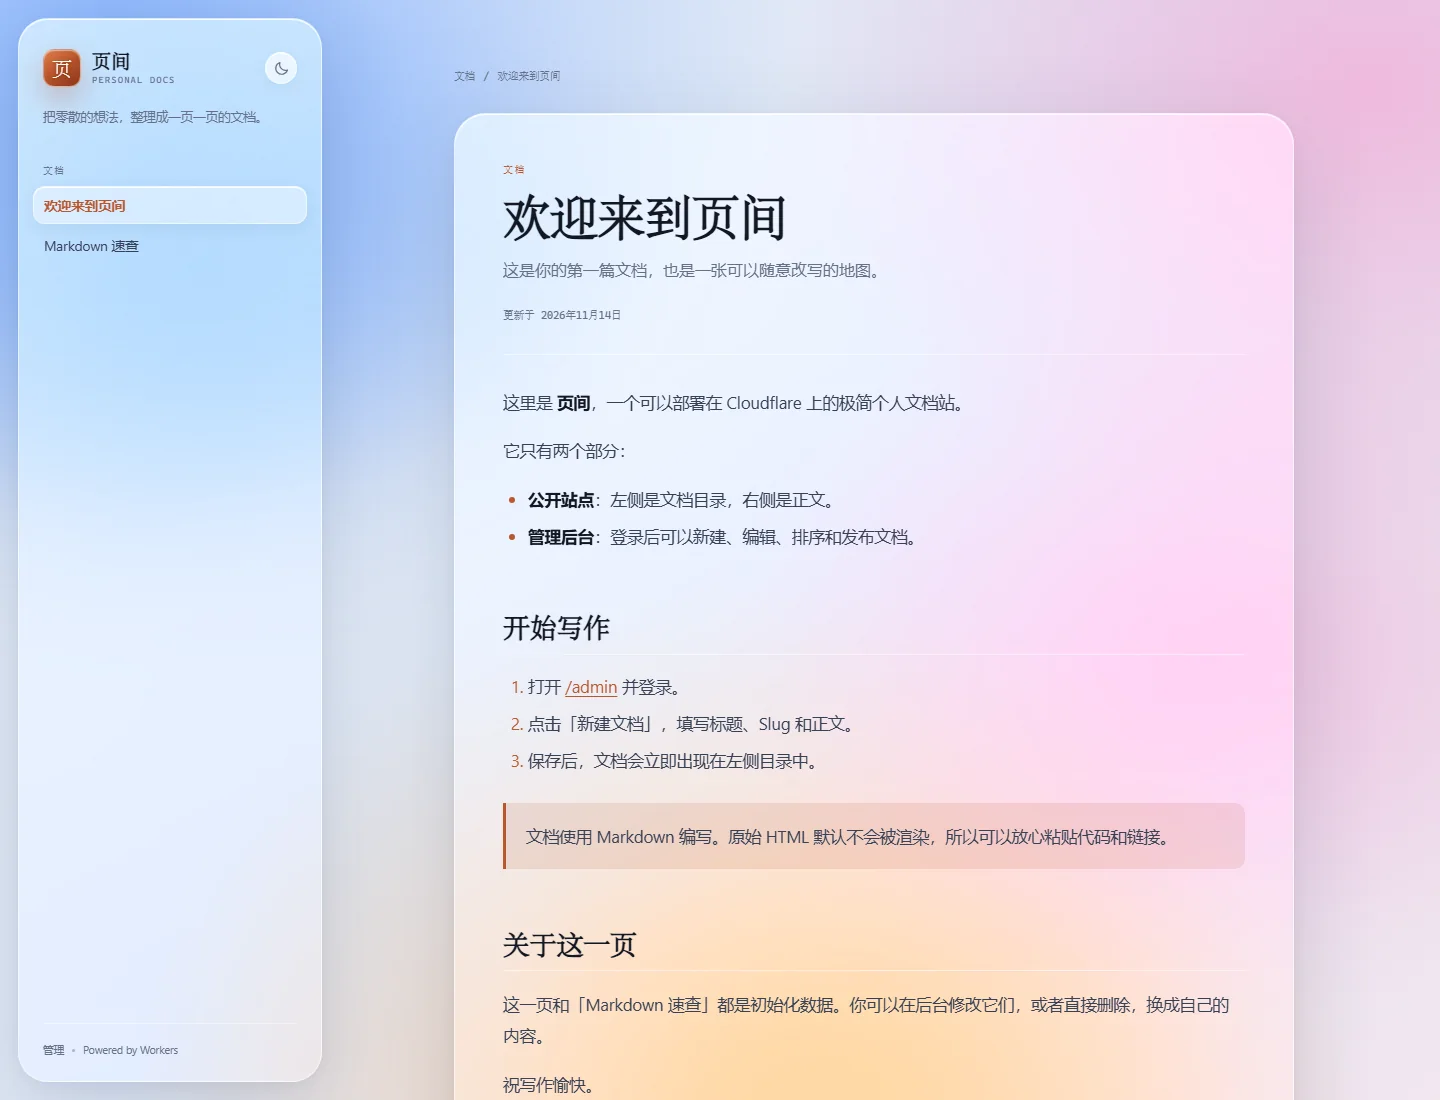 页
页间
PERSONAL DOCS
把零散的想法，整理成一页一页的文档。
文档
欢迎来到页间
Markdown 速查
管理 • Powered by Workers
文档 / 欢迎来到页间
文档
欢迎来到页间
这是你的第一篇文档，也是一张可以随意改写的地图。
更新于 2026年11月14日
这里是 页间，一个可以部署在 Cloudflare 上的极简个人文档站。
它只有两个部分：
• 公开站点：左侧是文档目录，右侧是正文。
• 管理后台：登录后可以新建、编辑、排序和发布文档。
开始写作
1. 打开 /admin 并登录。
2. 点击「新建文档」，填写标题、Slug 和正文。
3. 保存后，文档会立即出现在左侧目录中。
文档使用 Markdown 编写。原始 HTML 默认不会被渲染，所以可以放心粘贴代码和链接。
关于这一页
这一页和「Markdown 速查」都是初始化数据。你可以在后台修改它们，或者直接删除，换成自己的
内容。
祝写作愉快。